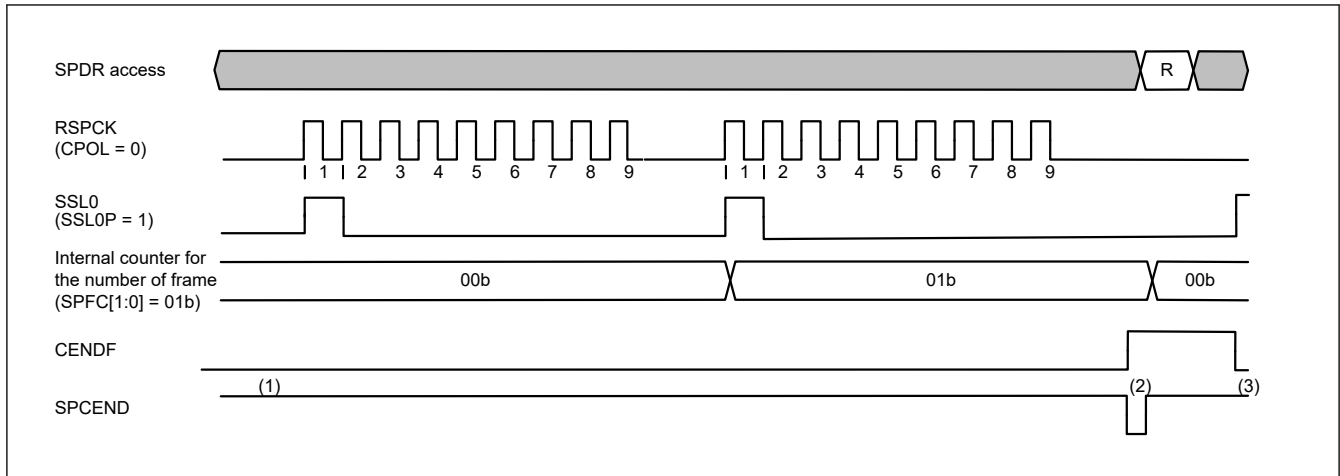 SPDR access
R
RSPCK
(CPOL = 0)
1 2 3 4 5 6 7 8 9 1 2 3 4 5 6 7 8 9
SSL0
(SSL0P = 1)
Internal counter for
the number of frame
(SPFC[1:0] = 01b)
00b 01b 00b
CENDF
(1) (2) (3)
SPCEND